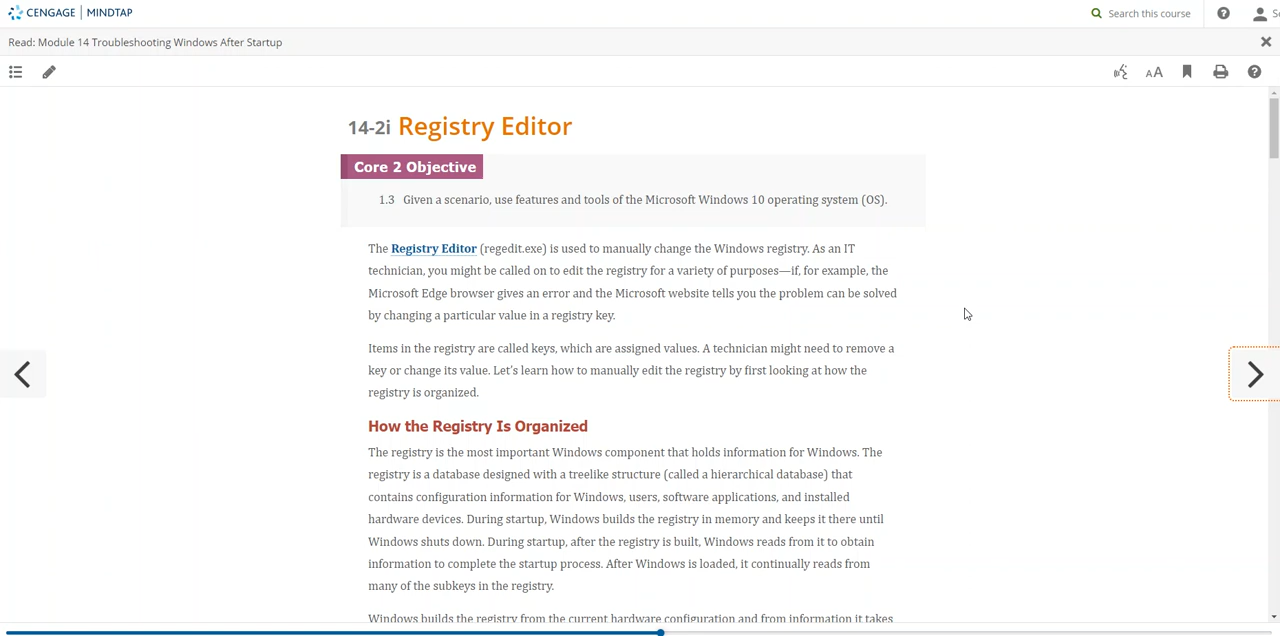 CENGAGE | MINDTAP
Search this course
Read: Module 14 Troubleshooting Windows After Startup
AA
14-2i Registry Editor
Core 2 Objective
1.3 Given a scenario, use features and tools of the Microsoft Windows 10 operating system (OS).
The Registry Editor (regedit.exe) is used to manually change the Windows registry. As an IT
technician, you might be called on to edit the registry for a variety of purposes—if, for example, the
Microsoft Edge browser gives an error and the Microsoft website tells you the problem can be solved
by changing a particular value in a registry key.
Items in the registry are called keys, which are assigned values. A technician might need to remove a
key or change its value. Let's learn how to manually edit the registry by first looking at how the
registry is organized.
How the Registry Is Organized
The registry is the most important Windows component that holds information for Windows. The
registry is a database designed with a treelike structure (called a hierarchical database) that
contains configuration information for Windows, users, software applications, and installed
hardware devices. During startup, Windows builds the registry in memory and keeps it there until
Windows shuts down. During startup, after the registry is built, Windows reads from it to obtain
information to complete the startup process. After Windows is loaded, it continually reads from
many of the subkeys in the registry.
Windows builds the registry from the current hardware configuration and from information it takes